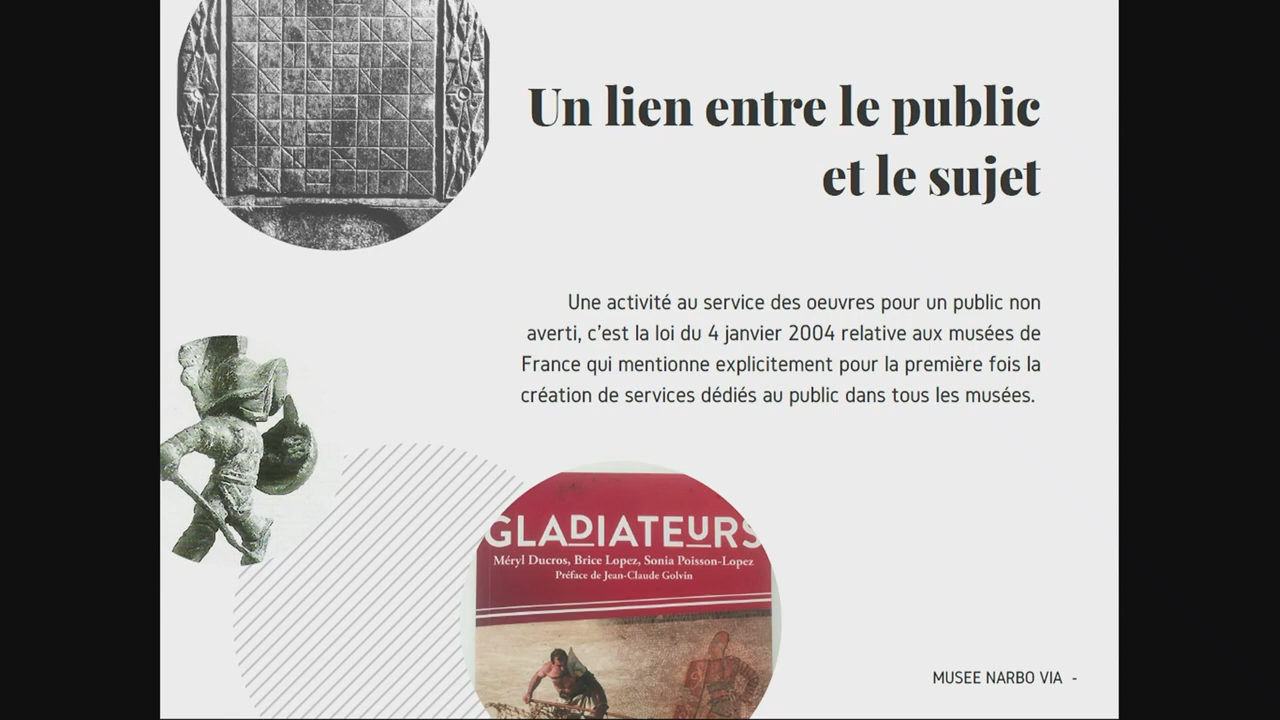 Un lien entre le public
et le sujet
Une activité au service des oeuvres pour un public non
averti, c'est la loi du 4 janvier 2004 relative aux musées de
France qui mentionne explicitement pour la première fois la
création de services dédiés au public dans tous les musées.
GLADIATEURS
Méryl Ducros, Brice Lopez, Sonia Poisson-Lopez
Préface de Jean-Claude Golvin
MUSEE NARBO VIA -